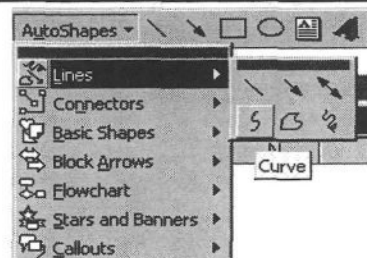 AutoShapes
Lines
Connectors
Basic Shapes
Block Arrows
Flowchart
Stars and Banners
Callouts
Curve